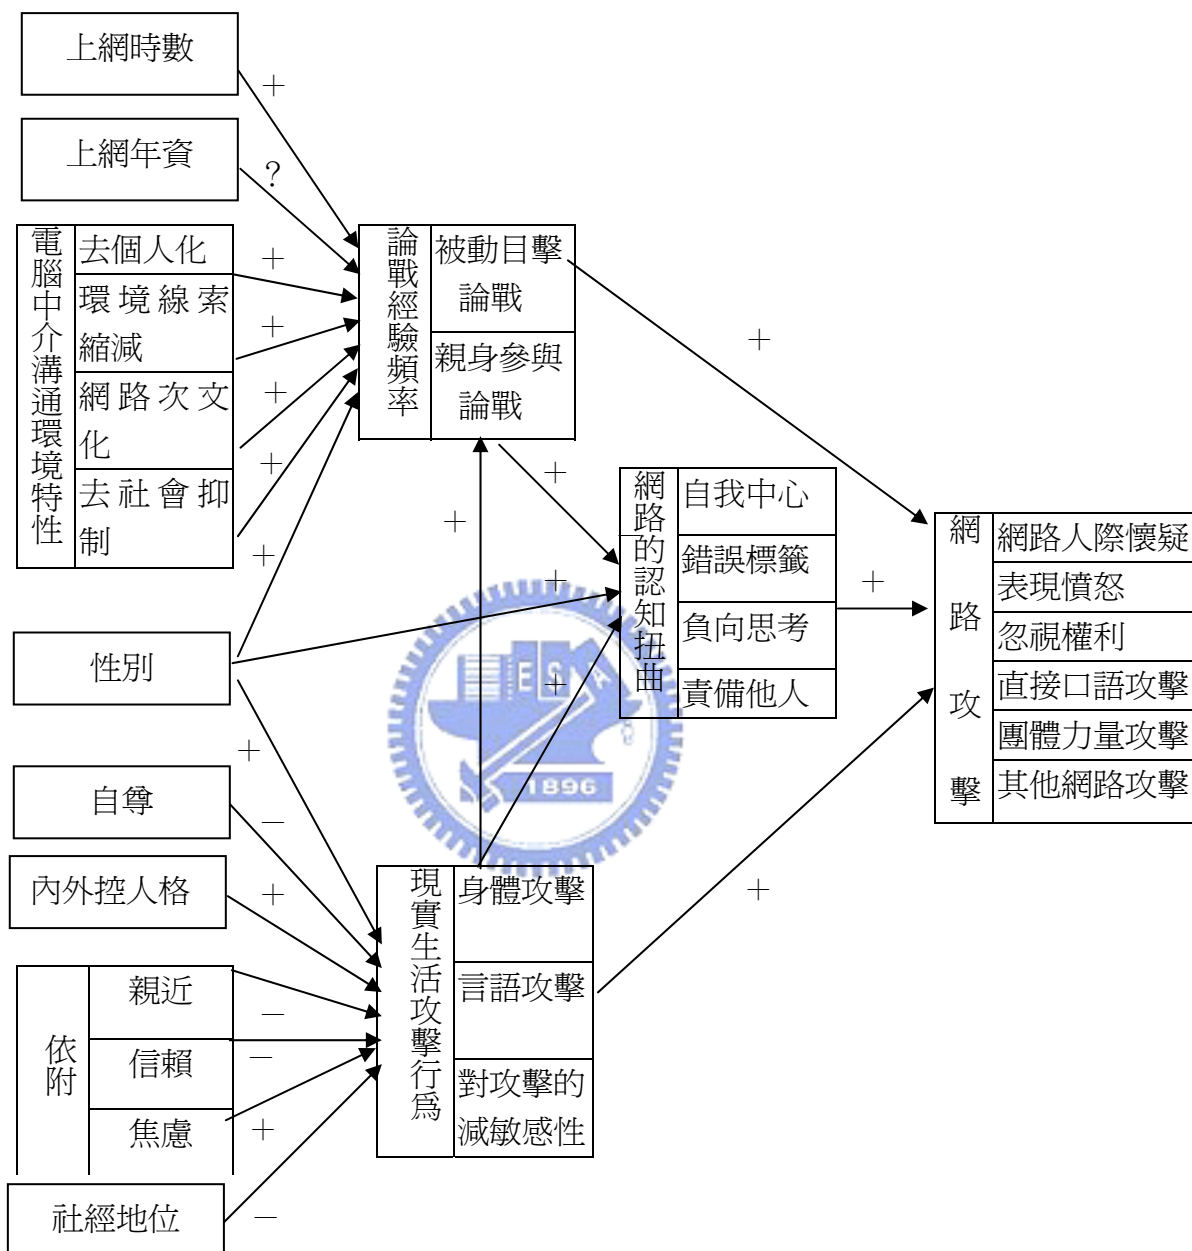 上網時數
+
上網年資
?
電腦中介溝通環境特性
去個人化
+
環境線索
縮減
+
網路次文
化
+
去社會抑
制
+
論戰經驗頻率
被動目擊
論戰
親身參與
論戰
+
+
+
+
性別
+
+
網路的認知扭曲
自我中心
錯誤標籤
負向思考
責備他人
+
+
網路攻擊
網路人際懷疑
表現憤怒
忽視權利
直接口語攻擊
團體力量攻擊
其他網路攻擊
ESA
1896
+
自尊
－
內外控人格
+
現實生活攻擊行為
身體攻擊
言語攻擊
對攻擊的
減敏感性
依附
親近
－
信賴
－
焦慮
+
社經地位
－